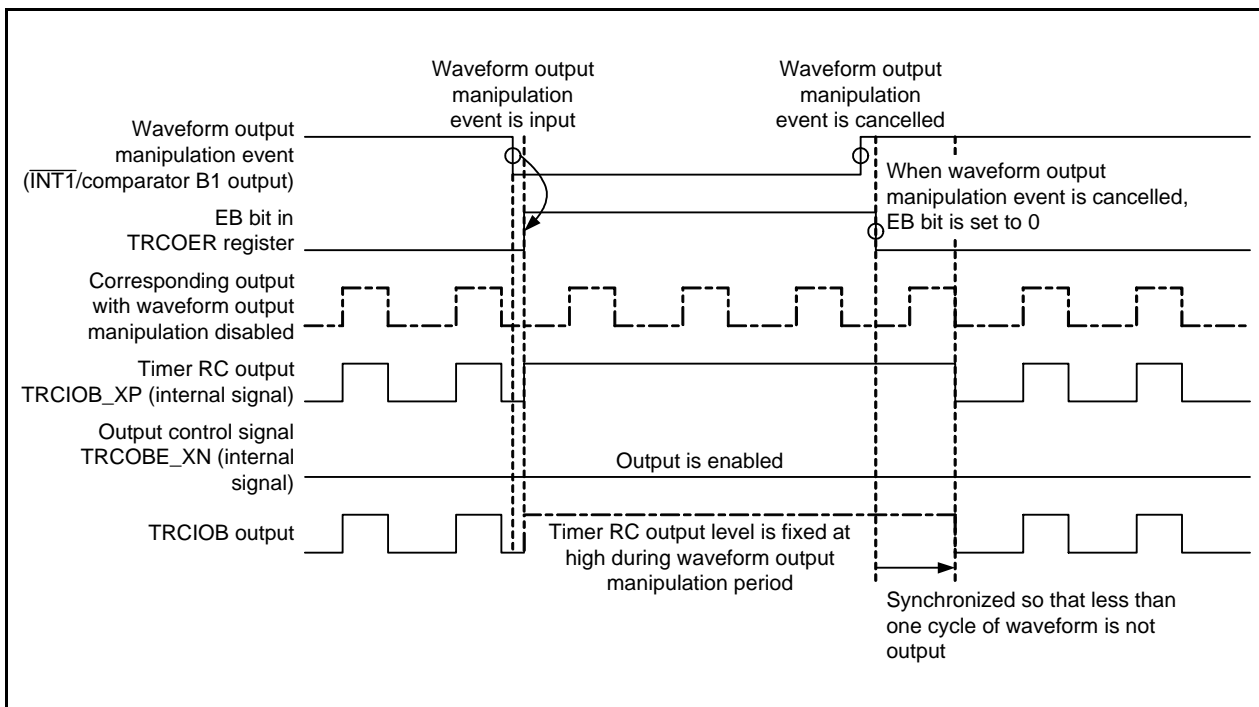 Waveform output
manipulation
event is input
Waveform output
manipulation
event is cancelled
Waveform output
manipulation event
(INT1/comparator B1 output)
When waveform output
manipulation event is cancelled,
EB bit is set to 0
EB bit in
TRCOER register
Corresponding output
with waveform output
manipulation disabled
Timer RC output
TRCIOB_XP (internal signal)
Output control signal
TRCOBE_XN (internal
signal)
Output is enabled
TRCIOB output
Timer RC output level is fixed at
high during waveform output
manipulation period
Synchronized so that less than
one cycle of waveform is not
output